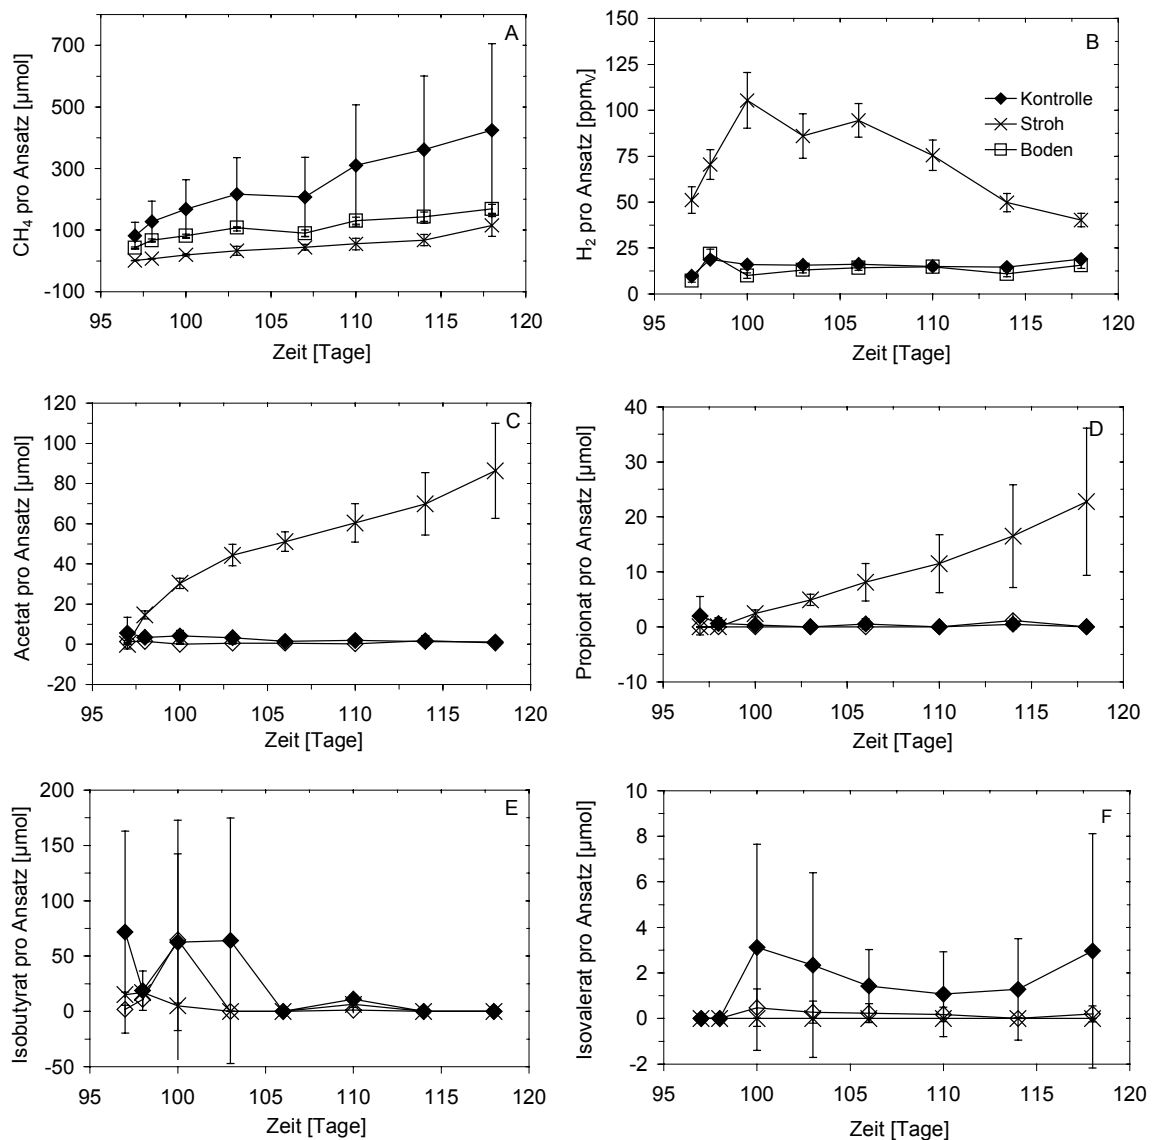 A
CH₄ pro Ansatz [µmol]
700
500
300
100
-100
95 100 105 110 115 120
Zeit [Tage]
B
H₂ pro Ansatz [ppmᵥ]
150
125
100
75
50
25
0
Kontrolle
Stroh
Boden
95 100 105 110 115 120
Zeit [Tage]
C
Acetat pro Ansatz [µmol]
120
100
80
60
40
20
0
-20
95 100 105 110 115 120
Zeit [Tage]
D
Propionat pro Ansatz [µmol]
40
30
20
10
0
-10
95 100 105 110 115 120
Zeit [Tage]
E
Isobutyrat pro Ansatz [µmol]
200
150
100
50
0
-50
95 100 105 110 115 120
Zeit [Tage]
F
Isovalerat pro Ansatz [µmol]
10
8
6
4
2
0
-2
95 100 105 110 115 120
Zeit [Tage]